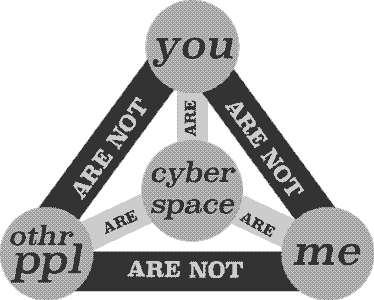 you
ARE NOT
ARE
ARE NOT
cyber
space
othr
ppl
ARE
ARE
me
ARE NOT